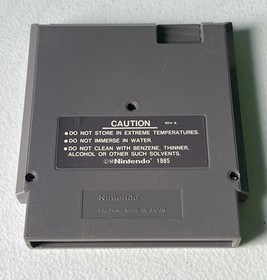 CAUTION
REV-A
•DO NOT STORE IN EXTREME TEMPERATURES.
•DO NOT IMMERSE IN WATER.
•DO NOT CLEAN WITH BENZENE, THINNER,
ALCOHOL OR OTHER SUCH SOLVENTS.
©®Nintendo® 1985
Nintendo
JAPAN